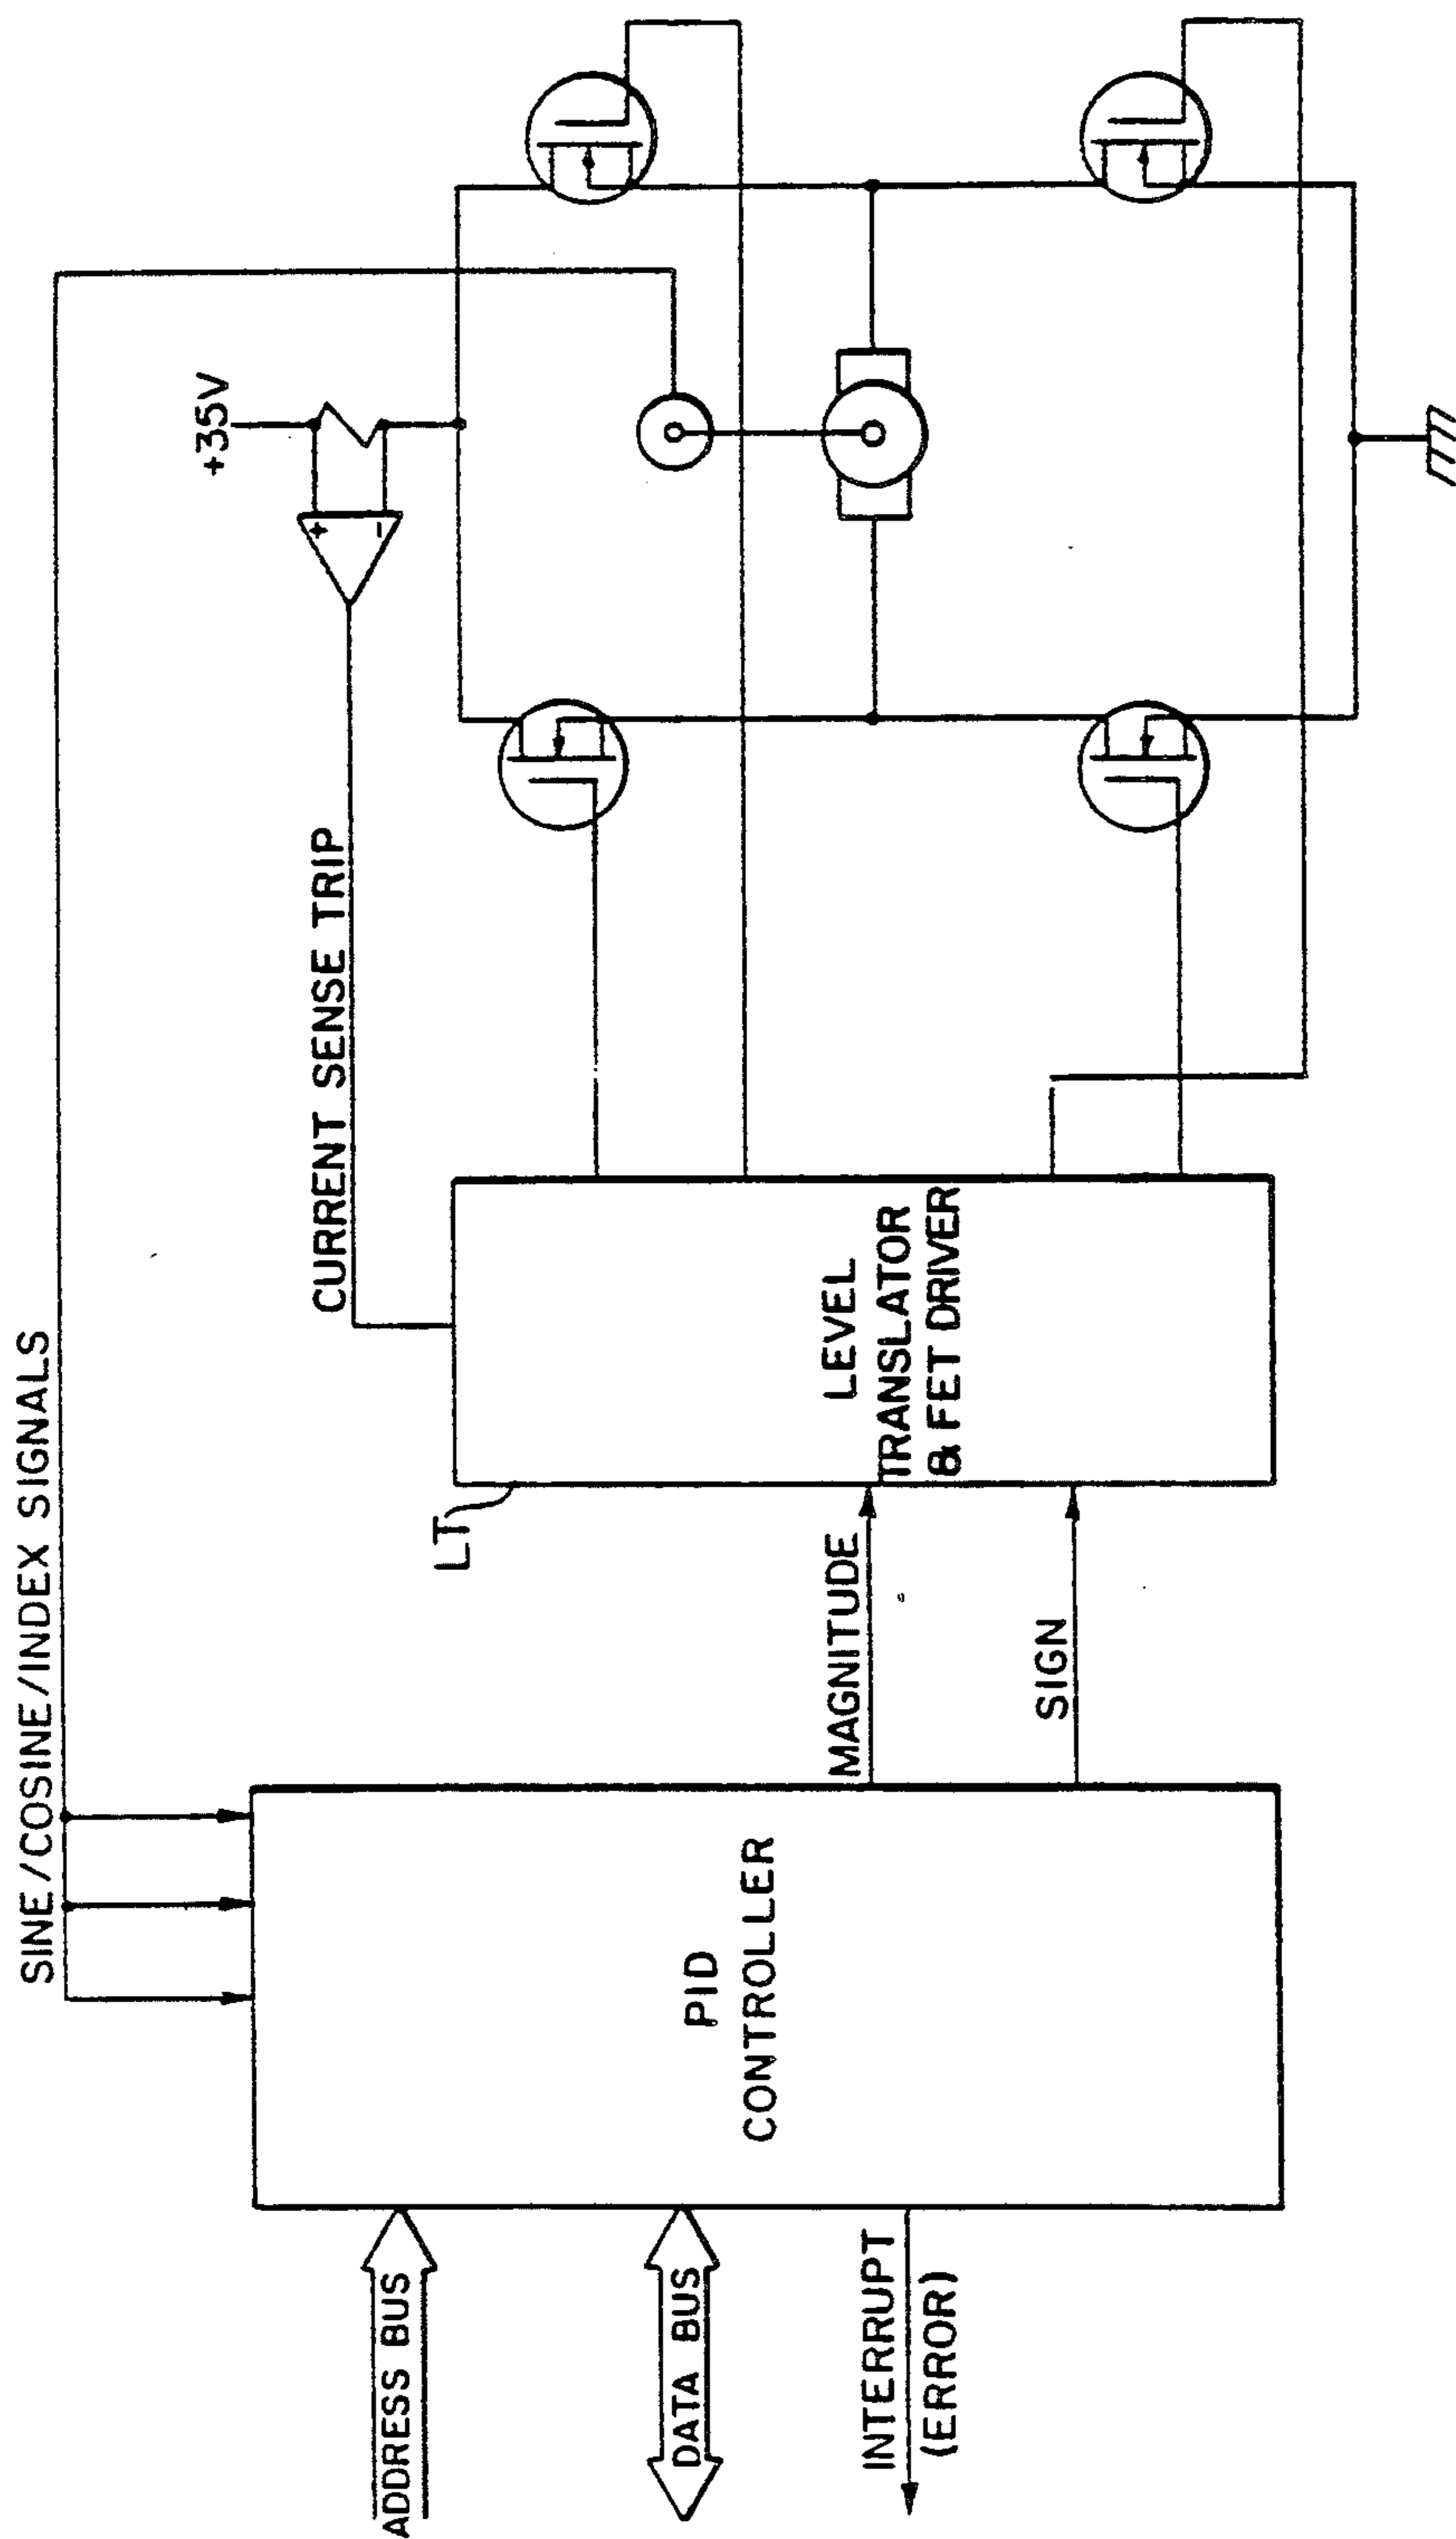 SINE/COSINE/INDEX SIGNALS
+35V
CURRENT SENSE TRIP
+
-
ADDRESS BUS
DATA BUS
INTERRUPT
(ERROR)
PID
CONTROLLER
MAGNITUDE
SIGN
LT
LEVEL
TRANSLATOR
& FET DRIVER